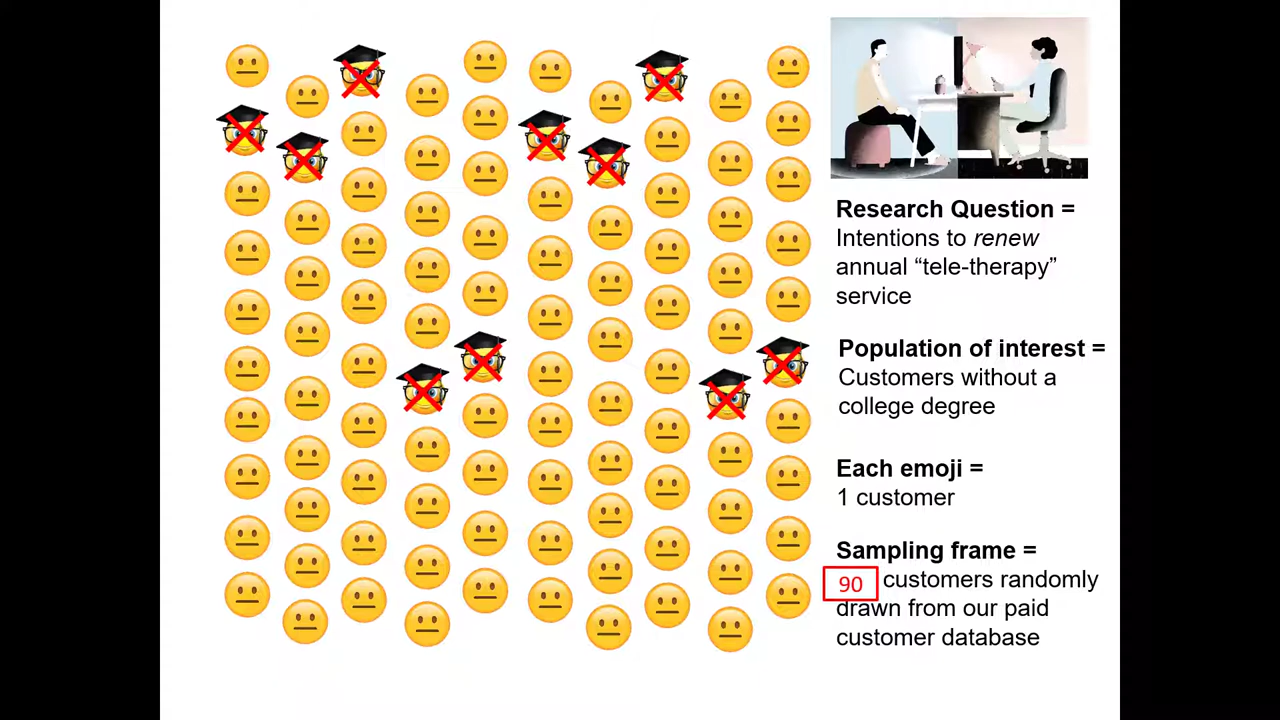 Research Question =
Intentions to renew
annual “tele-therapy”
service
Population of interest =
Customers without a
college degree
Each emoji =
1 customer
Sampling frame =
90 customers randomly
drawn from our paid
customer database